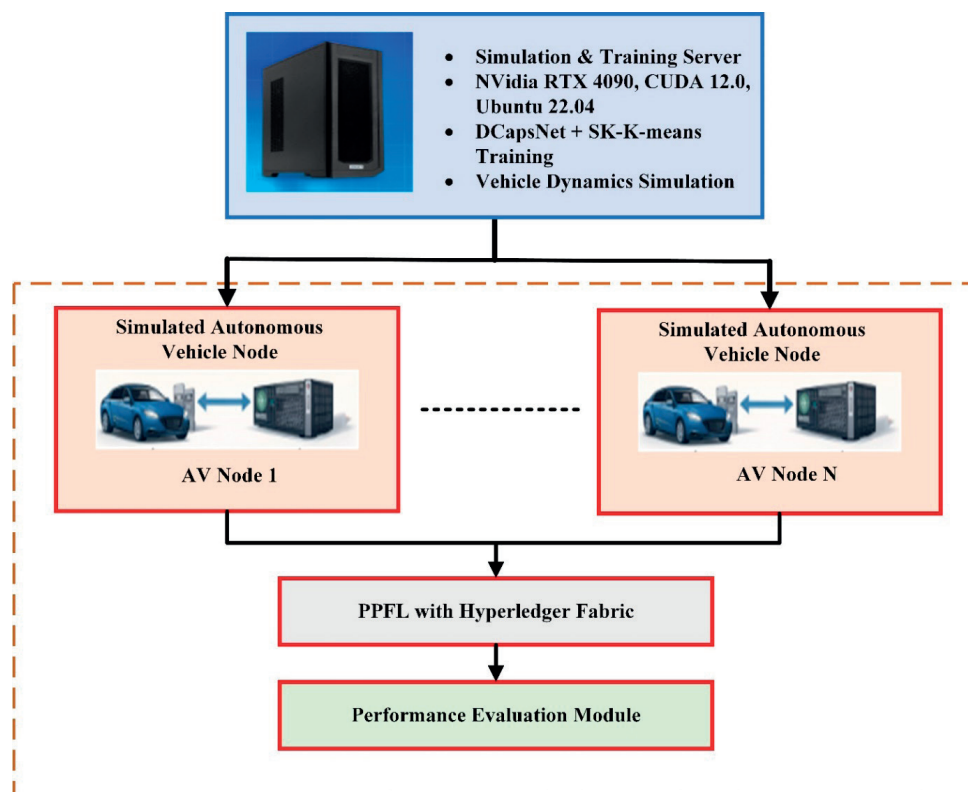 • Simulation & Training Server
• NVidia RTX 4090, CUDA 12.0,
Ubuntu 22.04
• DCapsNet + SK-K-means
Training
• Vehicle Dynamics Simulation
Simulated Autonomous
Vehicle Node
AV Node 1
Simulated Autonomous
Vehicle Node
AV Node N
PPFL with Hyperledger Fabric
Performance Evaluation Module